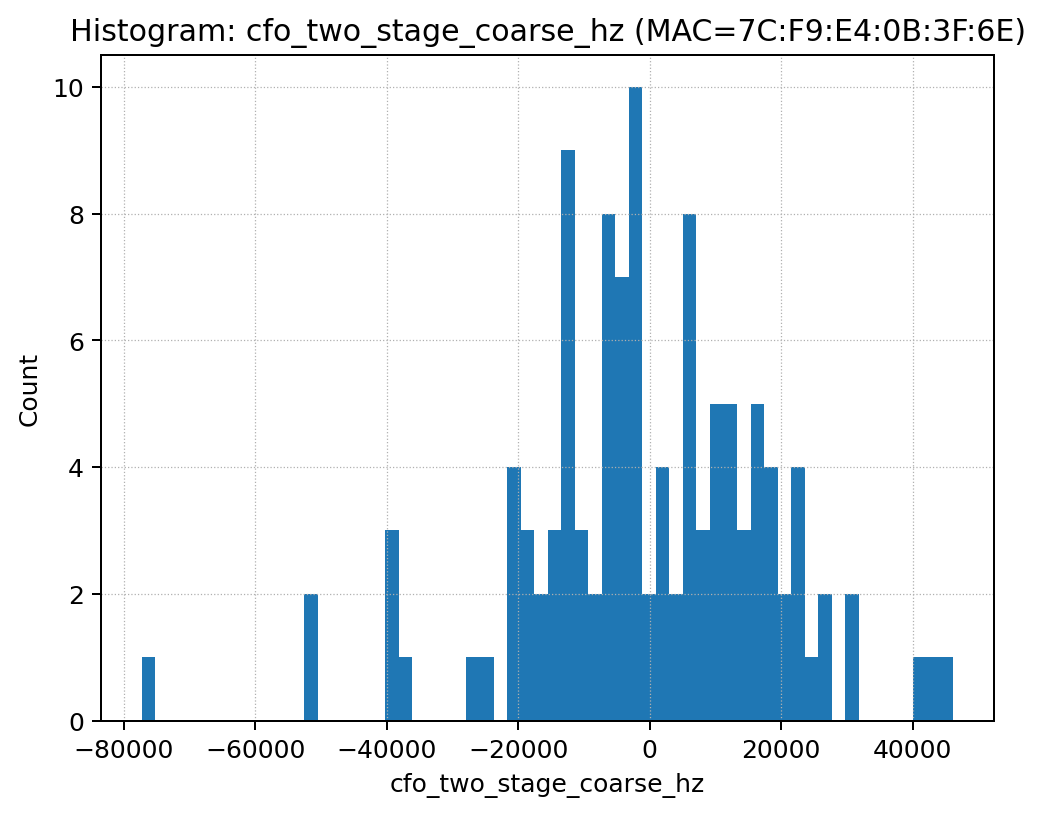 Histogram: cfo_two_stage_coarse_hz (MAC=7C:F9:E4:0B:3F:6E)
10
8
6
4
2
0
Count
−80000 −60000 −40000 −20000 0 20000 40000
cfo_two_stage_coarse_hz